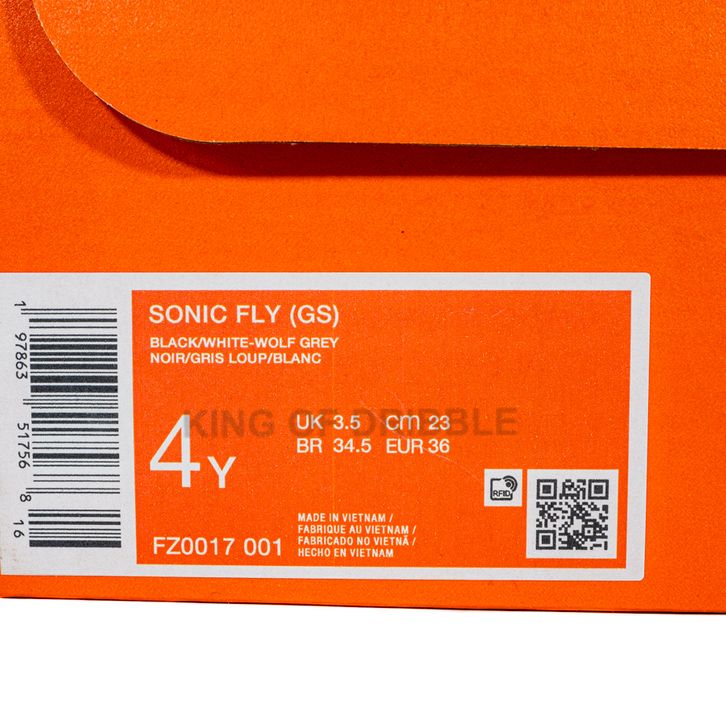 SONIC FLY (GS)
BLACK/WHITE-WOLF GREY
NOIR/GRIS LOUP/BLANC
KING OF DRIBBLE
4Y
UK 3.5 CM 23
BR 34.5 EUR 36
FZ0017 001
MADE IN VIETNAM /
FABRIQUE AU VIETNAM /
FABRICADO NO VIETNÃ /
HECHO EN VIETNAM
RFID
1 97863 51756 8 16